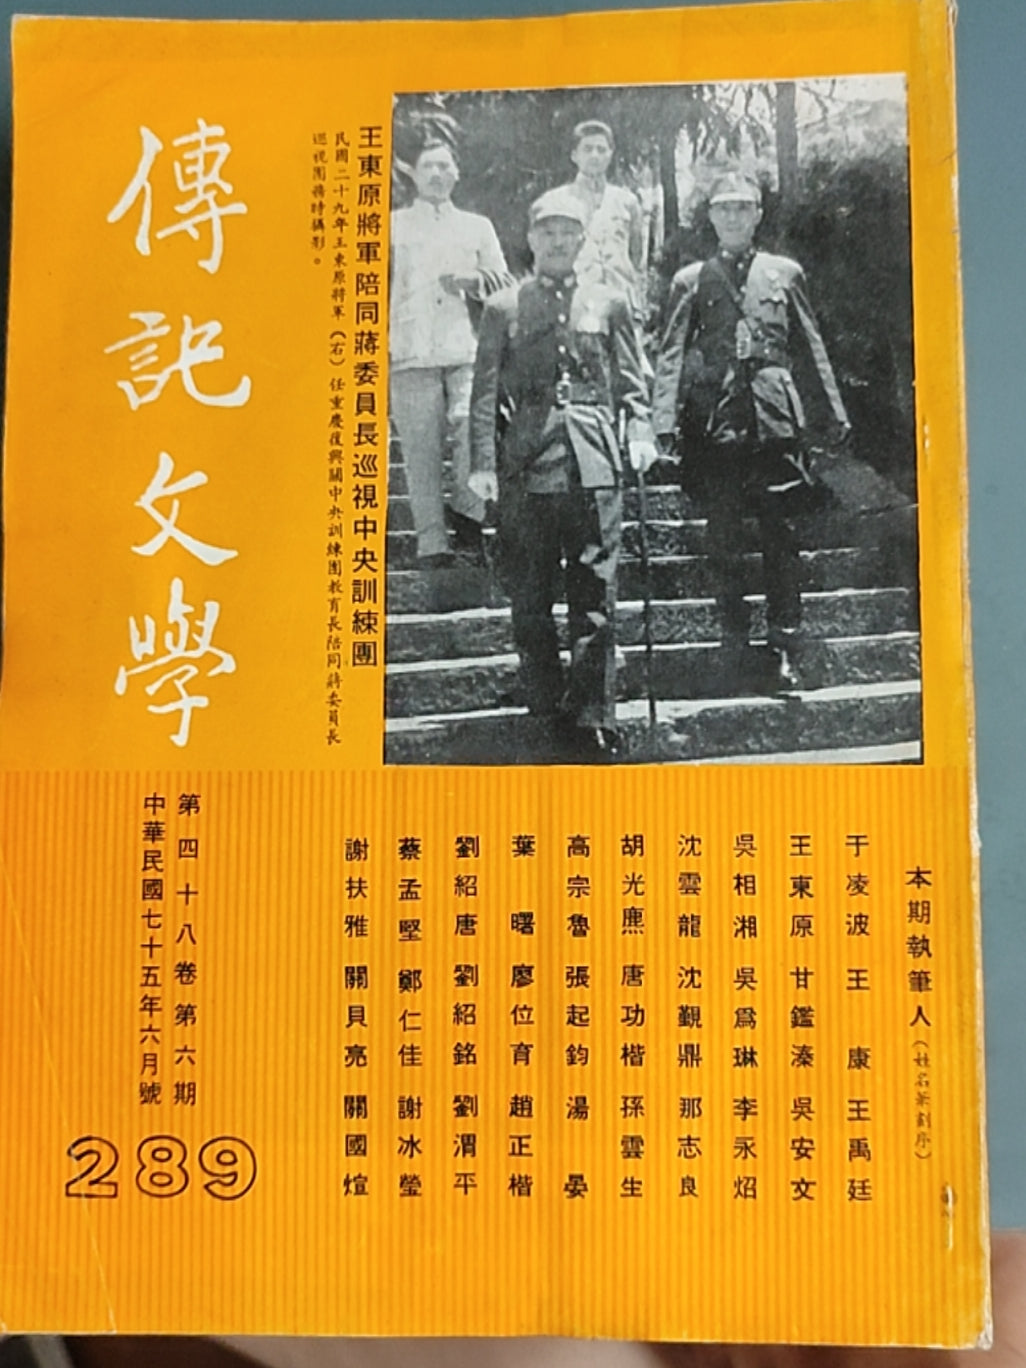 傳記文學
王東原將軍陪同蔣委員長巡視中央訓練團
民國二十九年王東原將軍（右）任重慶復興關中央訓練團教育長陪同蔣委員長
巡視團務時攝影。
本期執筆人（姓名筆劃序）
于凌波 王康 王禹廷
王東原 甘鑑溱 吳安文
吳相湘 吳爲琳 李永炤
沈雲龍 沈覲鼎 那志良
胡光麃 唐功楷 孫雲生
高宗魯 張起鈞 湯晏
葉曙 廖位育 趙正楷
劉紹唐 劉紹銘 劉渭平
蔡孟堅 鄭仁佳 謝冰瑩
謝扶雅 關貝亮 關國煊
第四十八卷第六期
中華民國七十五年六月號
289